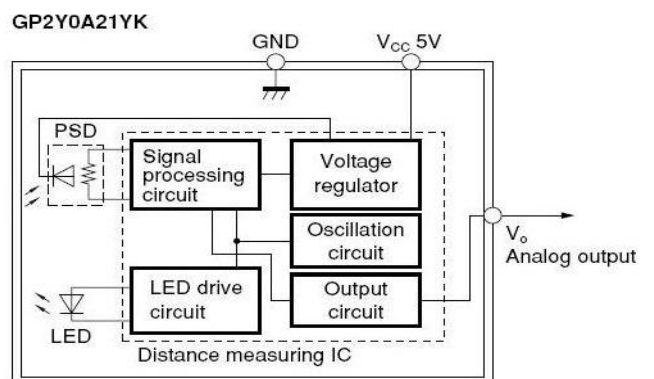 GP2Y0A21YK
GND
VCC 5V
PSD
Signal
processing
circuit
Voltage
regulator
Oscillation
circuit
Vo
Analog output
LED drive
circuit
Output
circuit
LED
Distance measuring IC